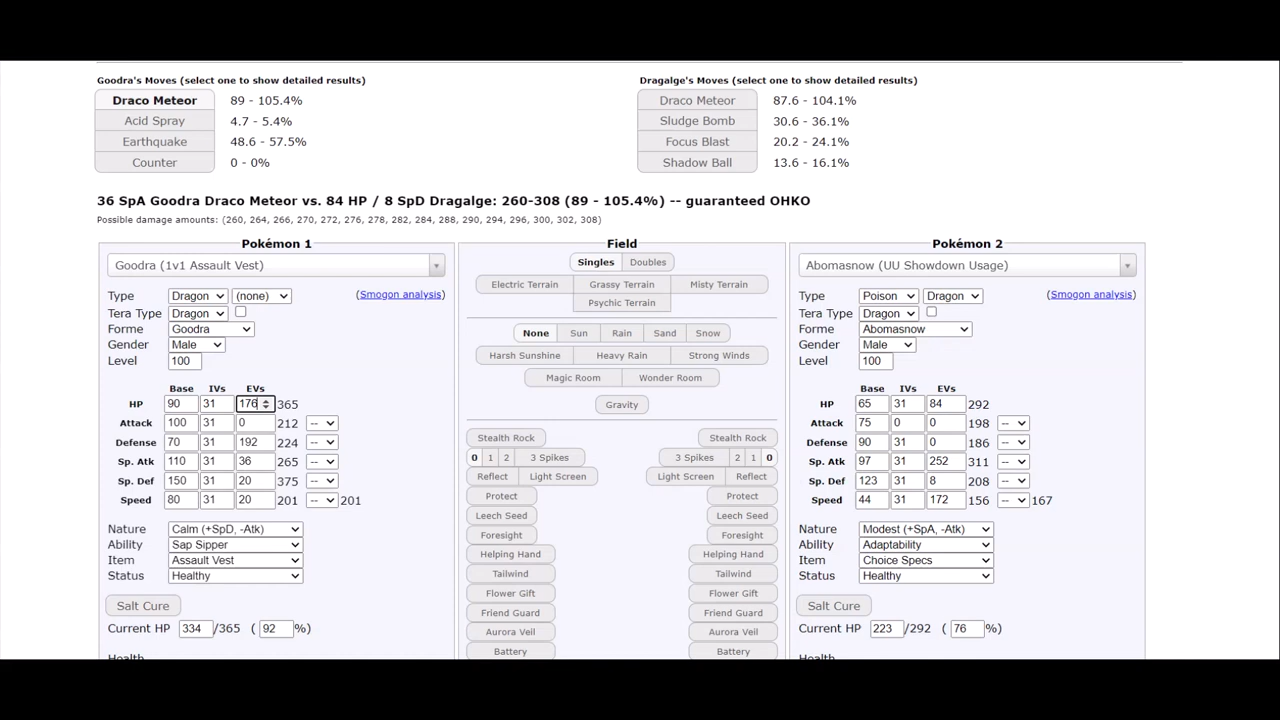 Goodra's Moves (select one to show detailed results)
Dragalge's Moves (select one to show detailed results)
Draco Meteor 89 - 105.4%
Acid Spray 4.7 - 5.4%
Earthquake 48.6 - 57.5%
Counter 0 - 0%
Draco Meteor 87.6 - 104.1%
Sludge Bomb 30.6 - 36.1%
Focus Blast 20.2 - 24.1%
Shadow Ball 13.6 - 16.1%
36 SpA Goodra Draco Meteor vs. 84 HP / 8 SpD Dragalge: 260-308 (89 - 105.4%) -- guaranteed OHKO
Possible damage amounts: (260, 264, 266, 270, 272, 276, 278, 282, 284, 288, 290, 294, 296, 300, 302, 308)
Pokémon 1
Goodra (1v1 Assault Vest)
Type Dragon (none) (Smogon analysis)
Tera Type Dragon
Forme Goodra
Gender Male
Level 100
Base IVs EVs
HP 90 31 176 365
Attack 100 31 0 212 --
Defense 70 31 192 224 --
Sp. Atk 110 31 36 265 --
Sp. Def 150 31 20 375 --
Speed 80 31 20 201 -- 201
Nature Calm (+SpD, -Atk)
Ability Sap Sipper
Item Assault Vest
Status Healthy
Salt Cure
Current HP 334 /365 ( 92 %)
Health
Field
Singles Doubles
Electric Terrain Grassy Terrain Misty Terrain
Psychic Terrain
None Sun Rain Sand Snow
Harsh Sunshine Heavy Rain Strong Winds
Magic Room Wonder Room
Gravity
Stealth Rock Stealth Rock
0 1 2 3 Spikes 3 Spikes 2 1 0
Reflect Light Screen Light Screen Reflect
Protect Protect
Leech Seed Leech Seed
Foresight Foresight
Helping Hand Helping Hand
Tailwind Tailwind
Flower Gift Flower Gift
Friend Guard Friend Guard
Aurora Veil Aurora Veil
Battery Battery
Pokémon 2
Abomasnow (UU Showdown Usage)
Type Poison Dragon (Smogon analysis)
Tera Type Dragon
Forme Abomasnow
Gender Male
Level 100
Base IVs EVs
HP 65 31 84 292
Attack 75 0 0 198 --
Defense 90 31 0 186 --
Sp. Atk 97 31 252 311 --
Sp. Def 123 31 8 208 --
Speed 44 31 172 156 -- 167
Nature Modest (+SpA, -Atk)
Ability Adaptability
Item Choice Specs
Status Healthy
Salt Cure
Current HP 223 /292 ( 76 %)
Health